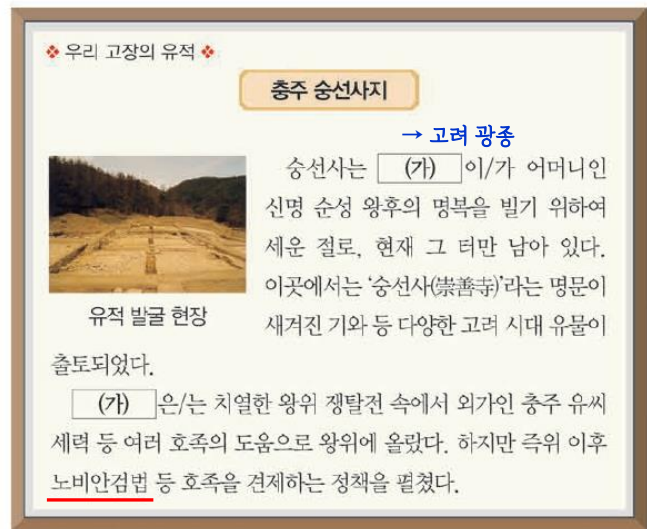 ❖ 우리 고장의 유적 ❖
충주 숭선사지
→ 고려 광종
숭선사는 (가) 이/가 어머니인
신명 순성 왕후의 명복을 빌기 위하여
세운 절로, 현재 그 터만 남아 있다.
이곳에서는 ‘숭선사(崇善寺)’라는 명문이
새겨진 기와 등 다양한 고려 시대 유물이
유적 발굴 현장
출토되었다.
(가) 은/는 치열한 왕위 쟁탈전 속에서 외가인 충주 유씨
세력 등 여러 호족의 도움으로 왕위에 올랐다. 하지만 즉위 이후
노비안검법 등 호족을 견제하는 정책을 펼쳤다.